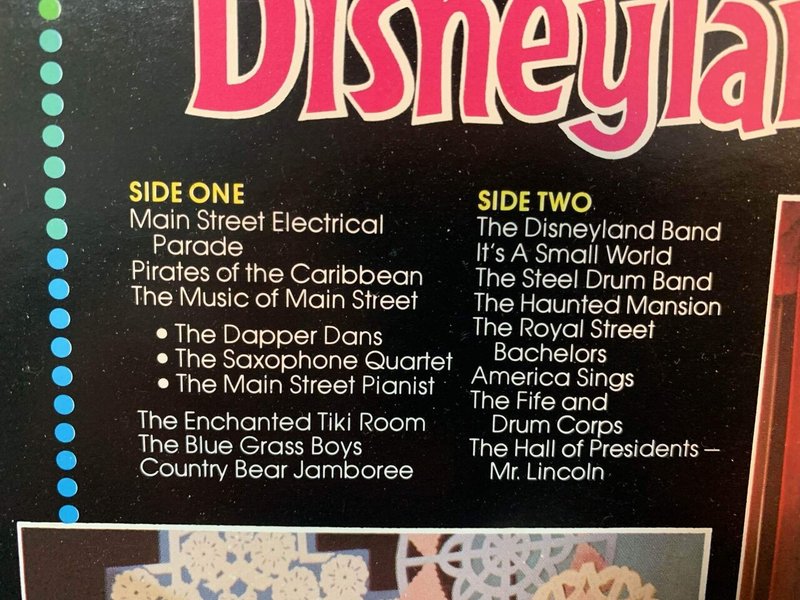 Disneyla
SIDE ONE
Main Street Electrical
Parade
Pirates of the Caribbean
The Music of Main Street
• The Dapper Dans
• The Saxophone Quartet
• The Main Street Pianist
The Enchanted Tiki Room
The Blue Grass Boys
Country Bear Jamboree
SIDE TWO
The Disneyland Band
It's A Small World
The Steel Drum Band
The Haunted Mansion
The Royal Street
Bachelors
America Sings
The Fife and
Drum Corps
The Hall of Presidents –
Mr. Lincoln